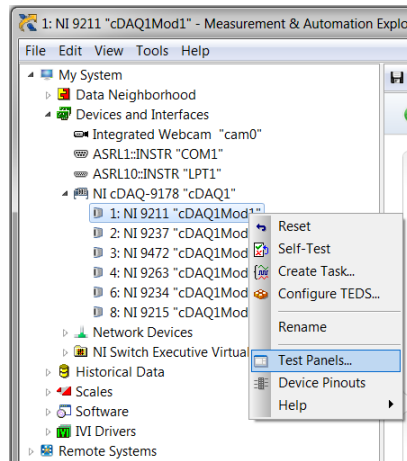 1: NI 9211 "cDAQ1Mod1" - Measurement & Automation Explo
File Edit View Tools Help
My System
Data Neighborhood
Devices and Interfaces
Integrated Webcam "cam0"
ASRL1::INSTR "COM1"
ASRL10::INSTR "LPT1"
NI cDAQ-9178 "cDAQ1"
1: NI 9211 "cDAQ1Mod1"
2: NI 9237 "cDAQ1Mod
3: NI 9472 "cDAQ1Mod
4: NI 9263 "cDAQ1Mod
6: NI 9234 "cDAQ1Mod
8: NI 9215 "cDAQ1Mod
Network Devices
NI Switch Executive Virtual
Historical Data
Scales
Software
IVI Drivers
Remote Systems
Reset
Self-Test
Create Task...
Configure TEDS...
Rename
Test Panels...
Device Pinouts
Help